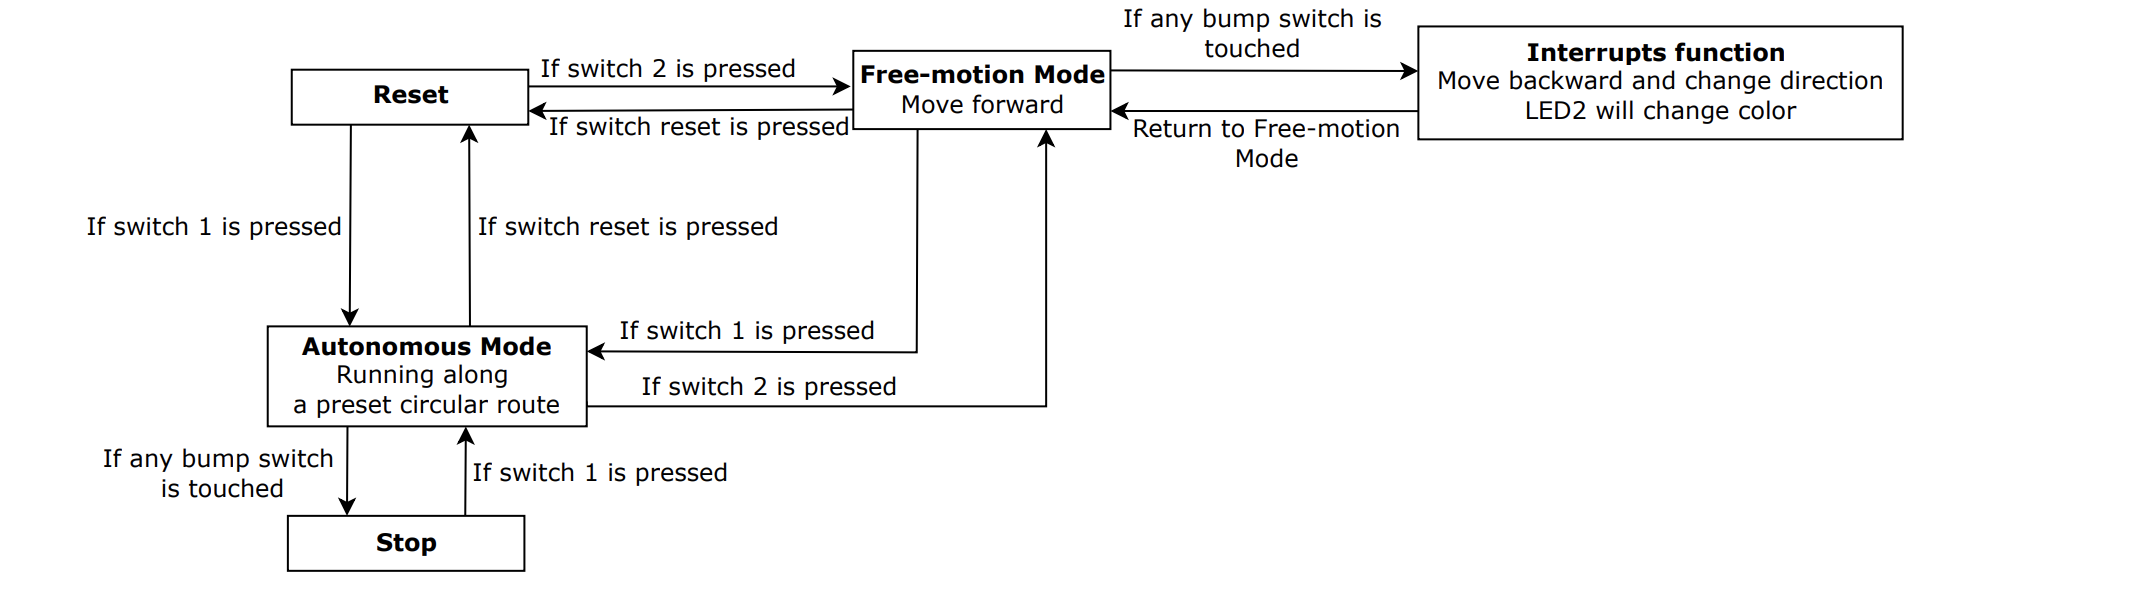 If any bump switch is
touched
Interrupts function
Move backward and change direction
LED2 will change color
If switch 2 is pressed
Free-motion Mode
Move forward
Reset
If switch reset is pressed
Return to Free-motion
Mode
If switch 1 is pressed
If switch reset is pressed
If switch 1 is pressed
Autonomous Mode
Running along
a preset circular route
If switch 2 is pressed
If any bump switch
is touched
If switch 1 is pressed
Stop